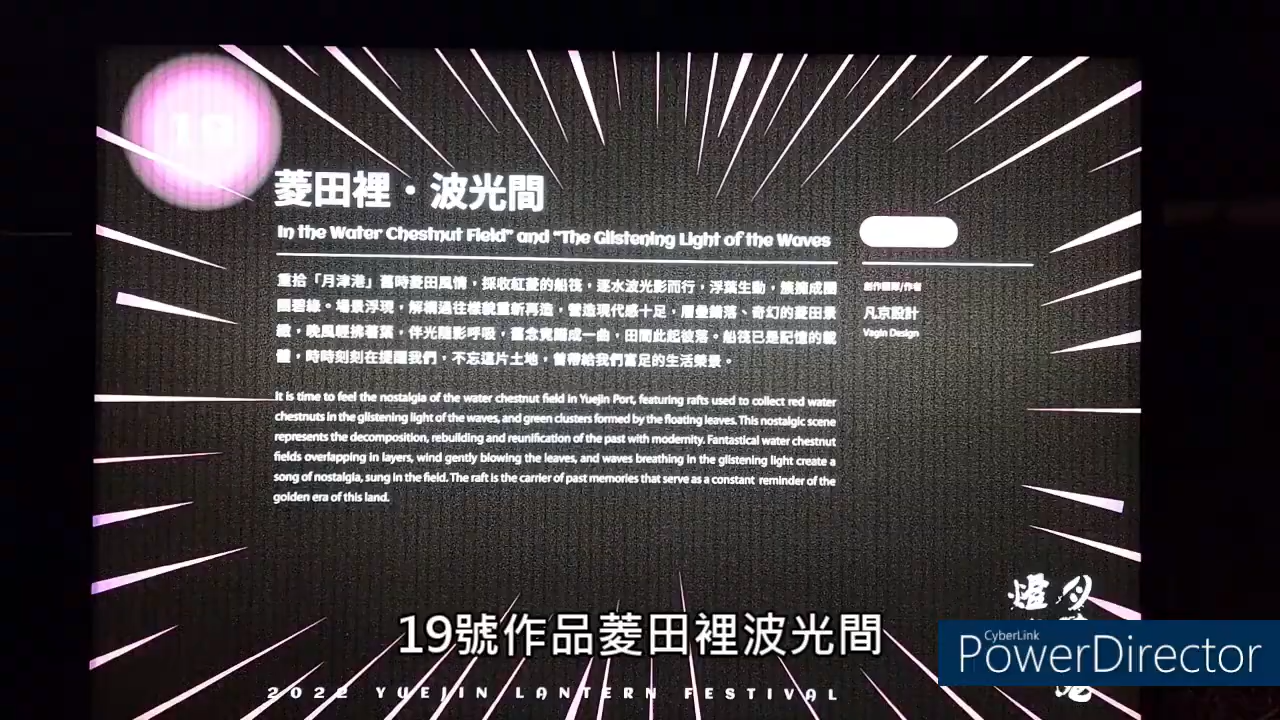 19
菱田裡・波光間
In the Water Chestnut Field” and “The Glistening Light of the Waves
重拾「月津港」舊時菱田風情，採收紅菱的船筏，逐水波光影而行，浮葉生動，簇擁成團
團碧綠。場景浮現，解構過往樣貌重新再造，營造現代感十足，層疊錯落、奇幻的菱田景
緻，晚風輕拂著葉，伴光隨影呼吸，舊念寬闊成一曲，田間此起彼落。船筏已是記憶的載
體，時時刻刻在提醒我們，不忘這片土地，曾帶給我們富足的生活榮景。
It is time to feel the nostalgia of the water chestnut field in Yuejin Port, featuring rafts used to collect red water
chestnuts in the glistening light of the waves, and green clusters formed by the floating leaves. This nostalgic scene
represents the decomposition, rebuilding and reunification of the past with modernity. Fantastical water chestnut
fields overlapping in layers, wind gently blowing the leaves, and waves breathing in the glistening light create a
song of nostalgia, sung in the field. The raft is the carrier of past memories that serve as a constant reminder of the
golden era of this land.
創作團隊/作者
凡京設計
Vagin Design
19號作品菱田裡波光間
2022 YUEJIN LANTERN FESTIVAL
CyberLink
PowerDirector